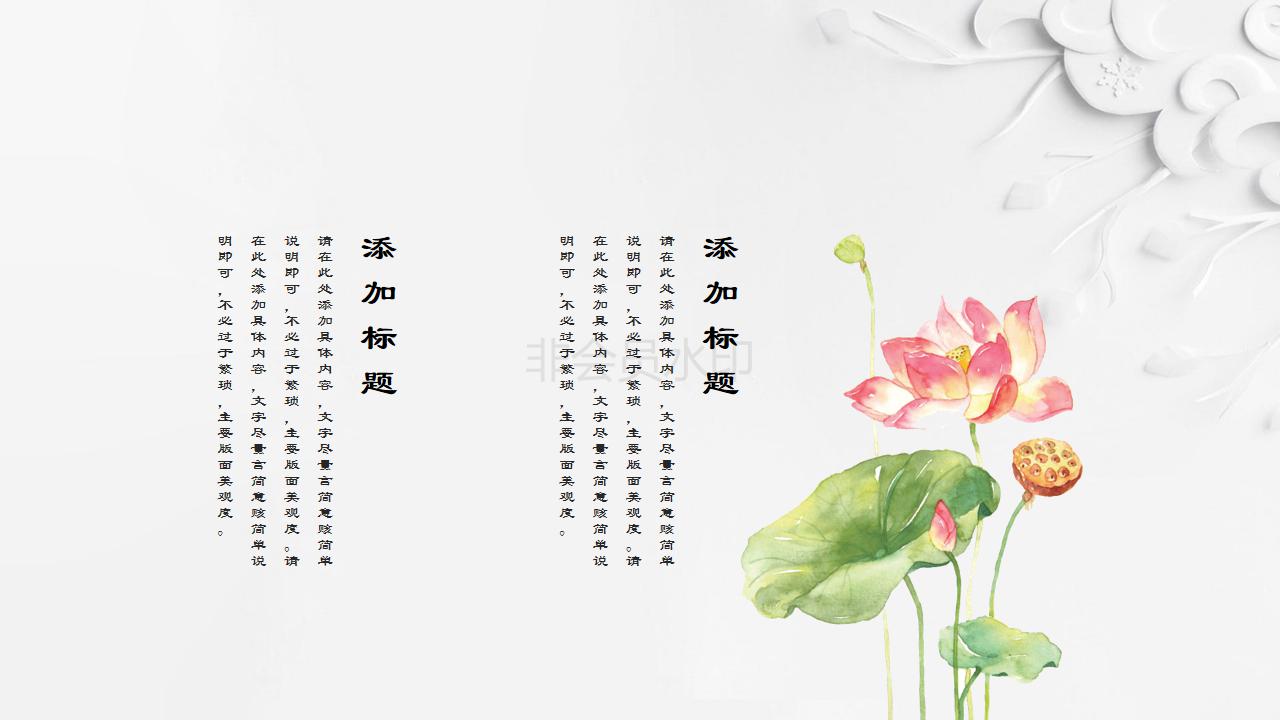 添加标题
请在此处添加具体内容,文字尽量言简意赅简单
说明即可,不必过于繁琐,主要版面美观度。请
在此处添加具体内容,文字尽量言简意赅简单说
明即可,不必过于繁琐,主要版面美观度。
添加标题
请在此处添加具体内容,文字尽量言简意赅简单
说明即可,不必过于繁琐,主要版面美观度。请
在此处添加具体内容,文字尽量言简意赅简单说
明即可,不必过于繁琐,主要版面美观度。
非会员水印